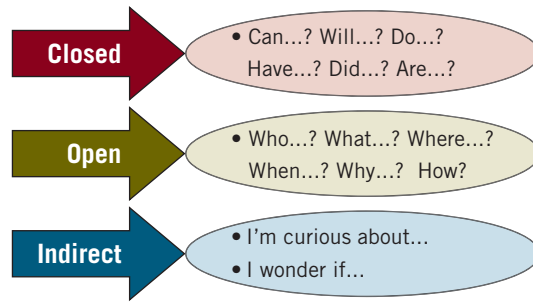 Closed
• Can...? Will...? Do...?
Have...? Did...? Are...?
Open
• Who...? What...? Where...?
When...? Why...? How?
Indirect
• I'm curious about...
• I wonder if...